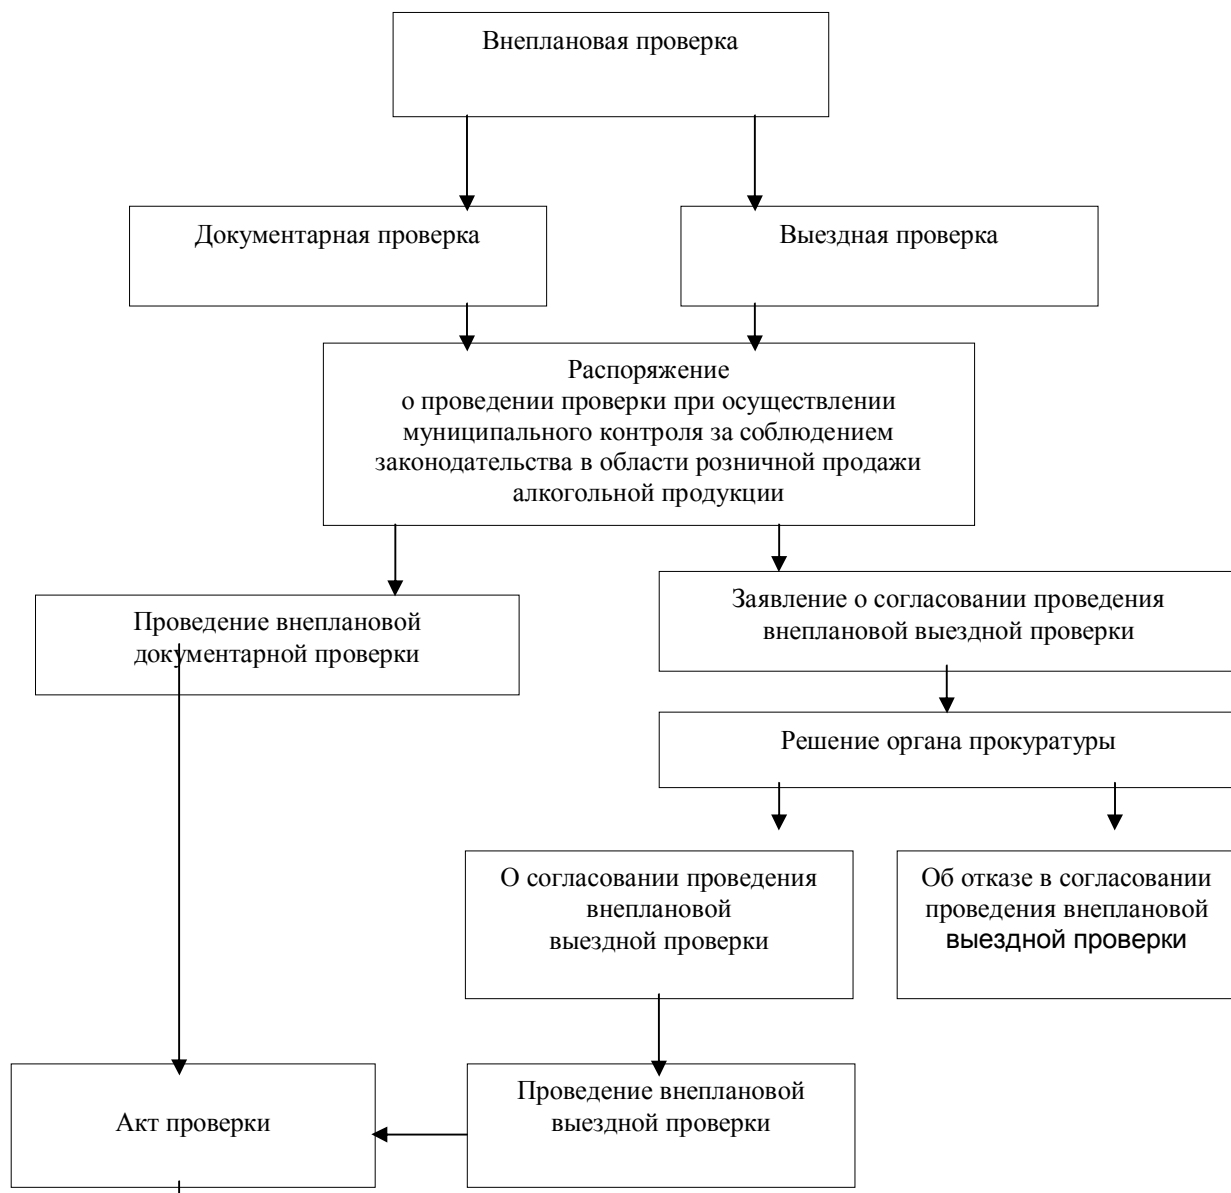 Внеплановая проверка
Документарная проверка
Выездная проверка
Распоряжение
о проведении проверки при осуществлении
муниципального контроля за соблюдением
законодательства в области розничной продажи
алкогольной продукции
Проведение внеплановой
документарной проверки
Заявление о согласовании проведения
внеплановой выездной проверки
Решение органа прокуратуры
О согласовании проведения
внеплановой
выездной проверки
Об отказе в согласовании
проведения внеплановой
выездной проверки
Акт проверки
Проведение внеплановой
выездной проверки